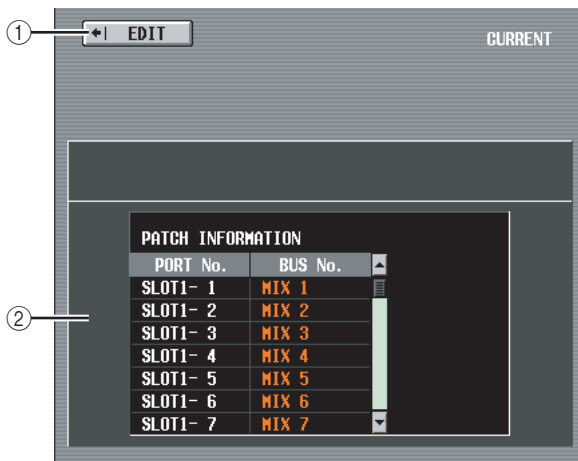 ① EDIT
CURRENT
PATCH INFORMATION
PORT No. BUS No.
SLOT1- 1 MIX 1
SLOT1- 2 MIX 2
② SLOT1- 3 MIX 3
SLOT1- 4 MIX 4
SLOT1- 5 MIX 5
SLOT1- 6 MIX 6
SLOT1- 7 MIX 7